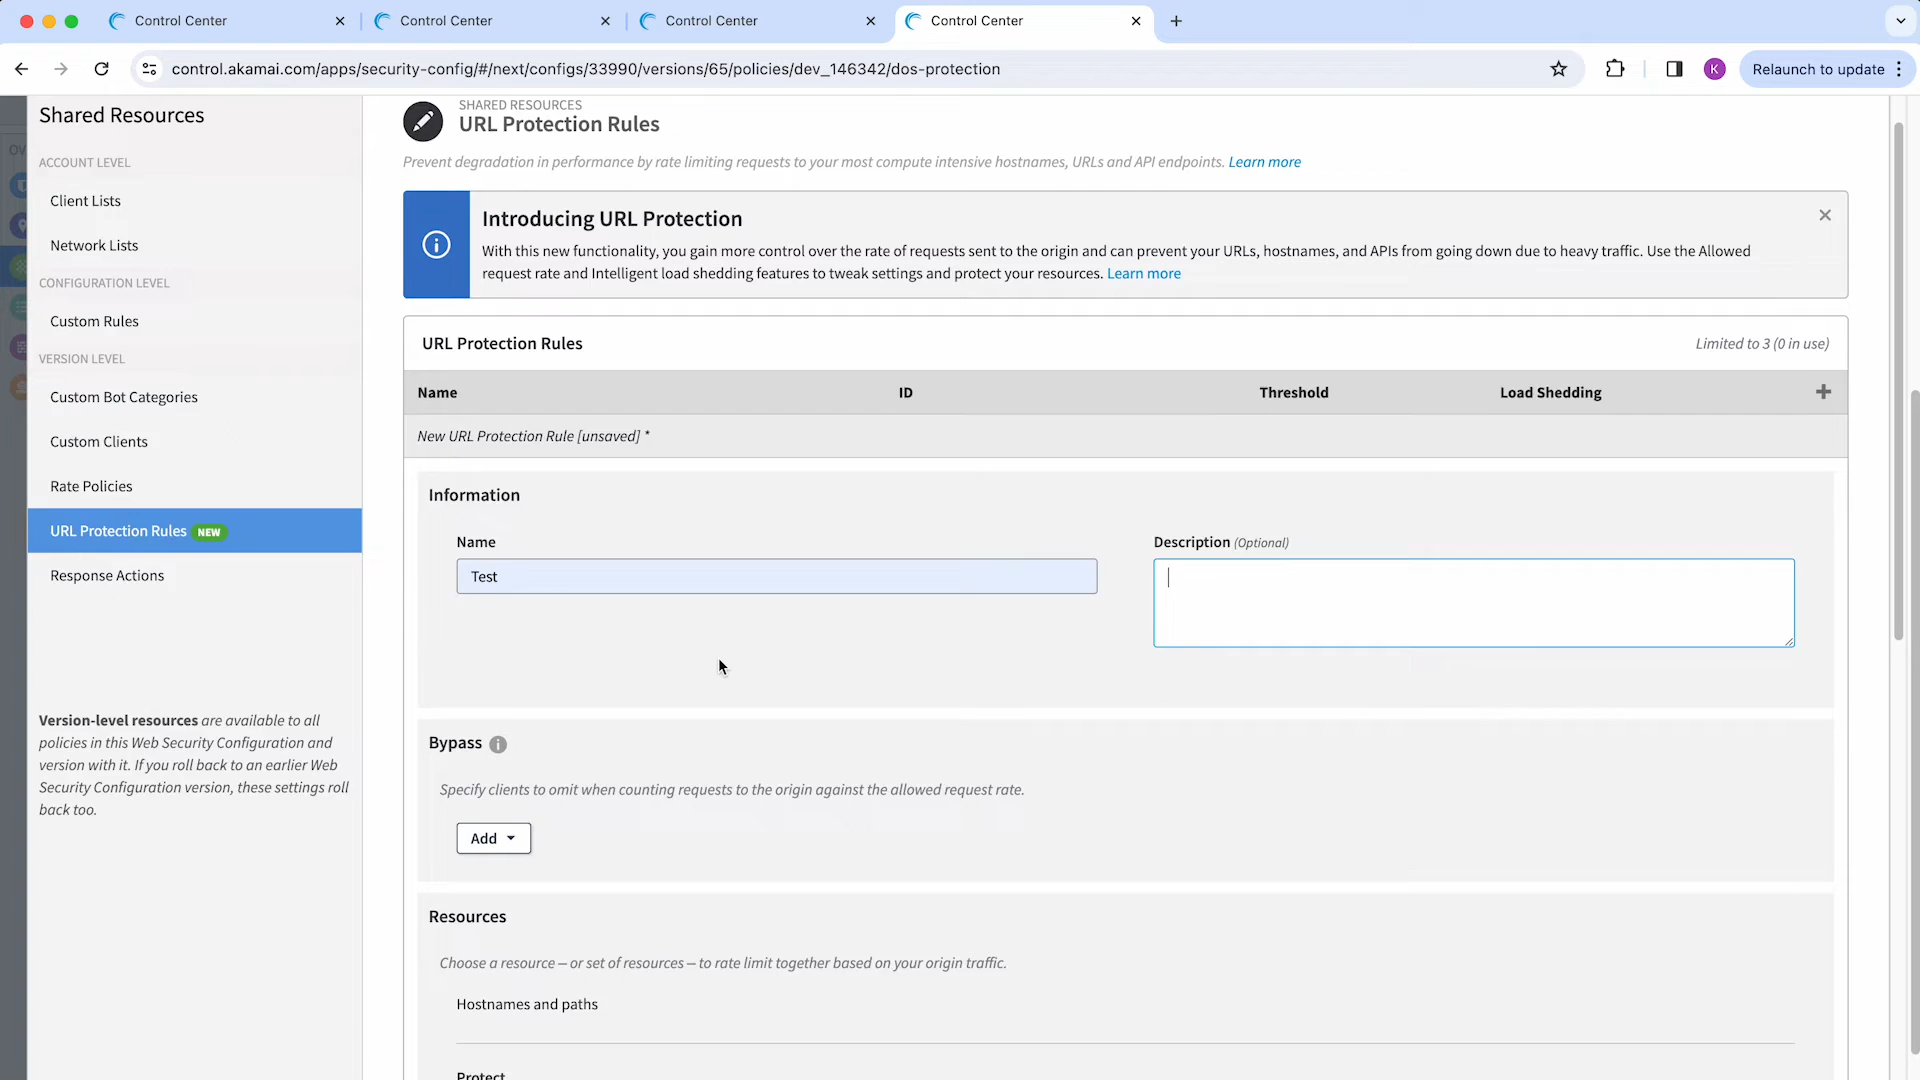 Control Center
Control Center
Control Center
Control Center
control.akamai.com/apps/security-config/#/next/configs/33990/versions/65/policies/dev_146342/dos-protection
K
Relaunch to update
Shared Resources
ACCOUNT LEVEL
Client Lists
Network Lists
CONFIGURATION LEVEL
Custom Rules
VERSION LEVEL
Custom Bot Categories
Custom Clients
Rate Policies
URL Protection Rules NEW
Response Actions
Version-level resources are available to all
policies in this Web Security Configuration and
version with it. If you roll back to an earlier Web
Security Configuration version, these settings roll
back too.
SHARED RESOURCES
URL Protection Rules
Prevent degradation in performance by rate limiting requests to your most compute intensive hostnames, URLs and API endpoints. Learn more
Introducing URL Protection
With this new functionality, you gain more control over the rate of requests sent to the origin and can prevent your URLs, hostnames, and APIs from going down due to heavy traffic. Use the Allowed
request rate and Intelligent load shedding features to tweak settings and protect your resources. Learn more
URL Protection Rules
Limited to 3 (0 in use)
Name ID Threshold Load Shedding
New URL Protection Rule [unsaved] *
Information
Name
Test
Description (Optional)
Bypass
Specify clients to omit when counting requests to the origin against the allowed request rate.
Add
Resources
Choose a resource – or set of resources – to rate limit together based on your origin traffic.
Hostnames and paths
Protect